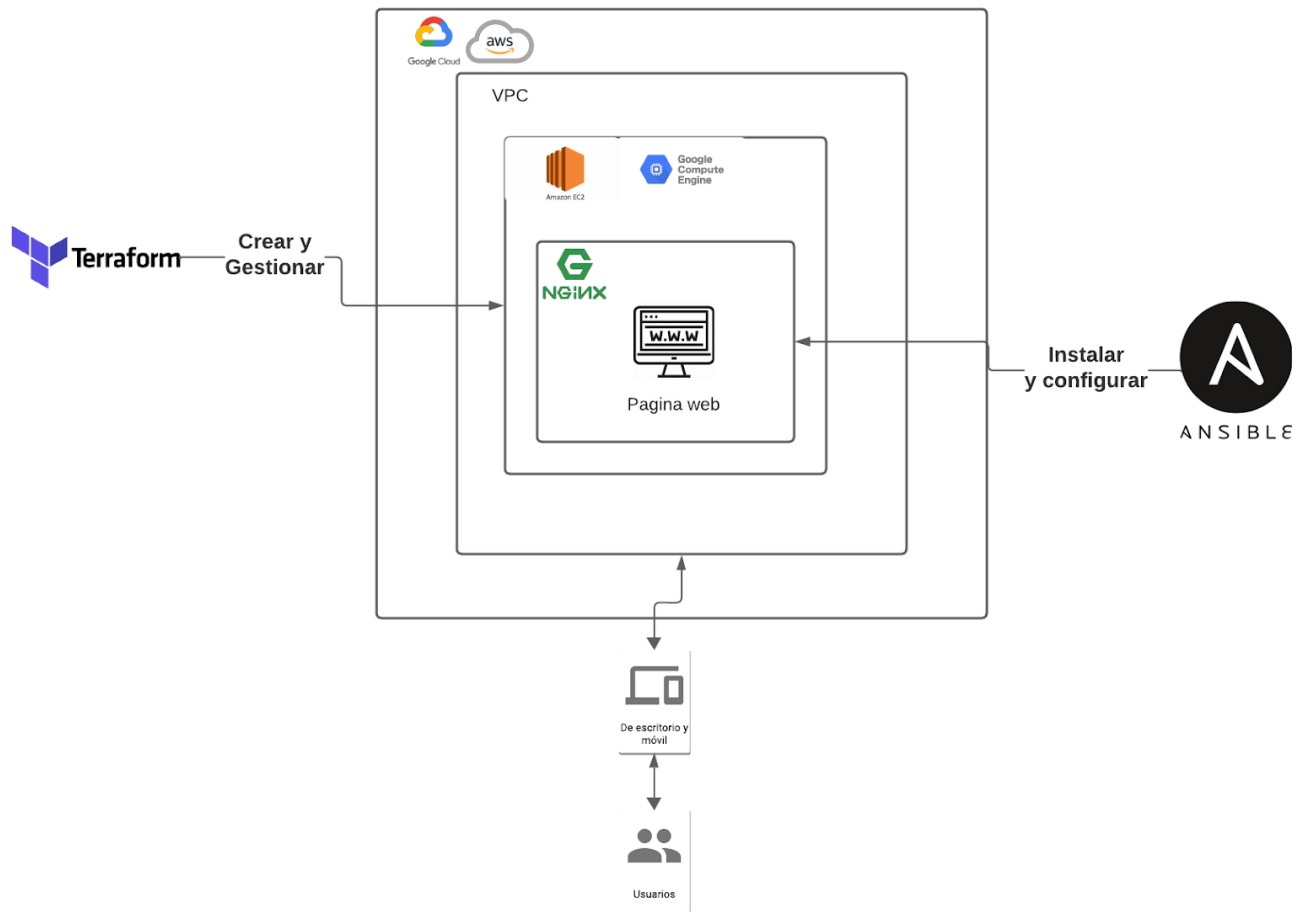 Google Cloud
aws
VPC
Amazon EC2
Google
Compute
Engine
Terraform
Crear y
Gestionar
NGiNX
W.W.W
Pagina web
Instalar
y configurar
ANSIBLE
De escritorio y
móvil
Usuarios